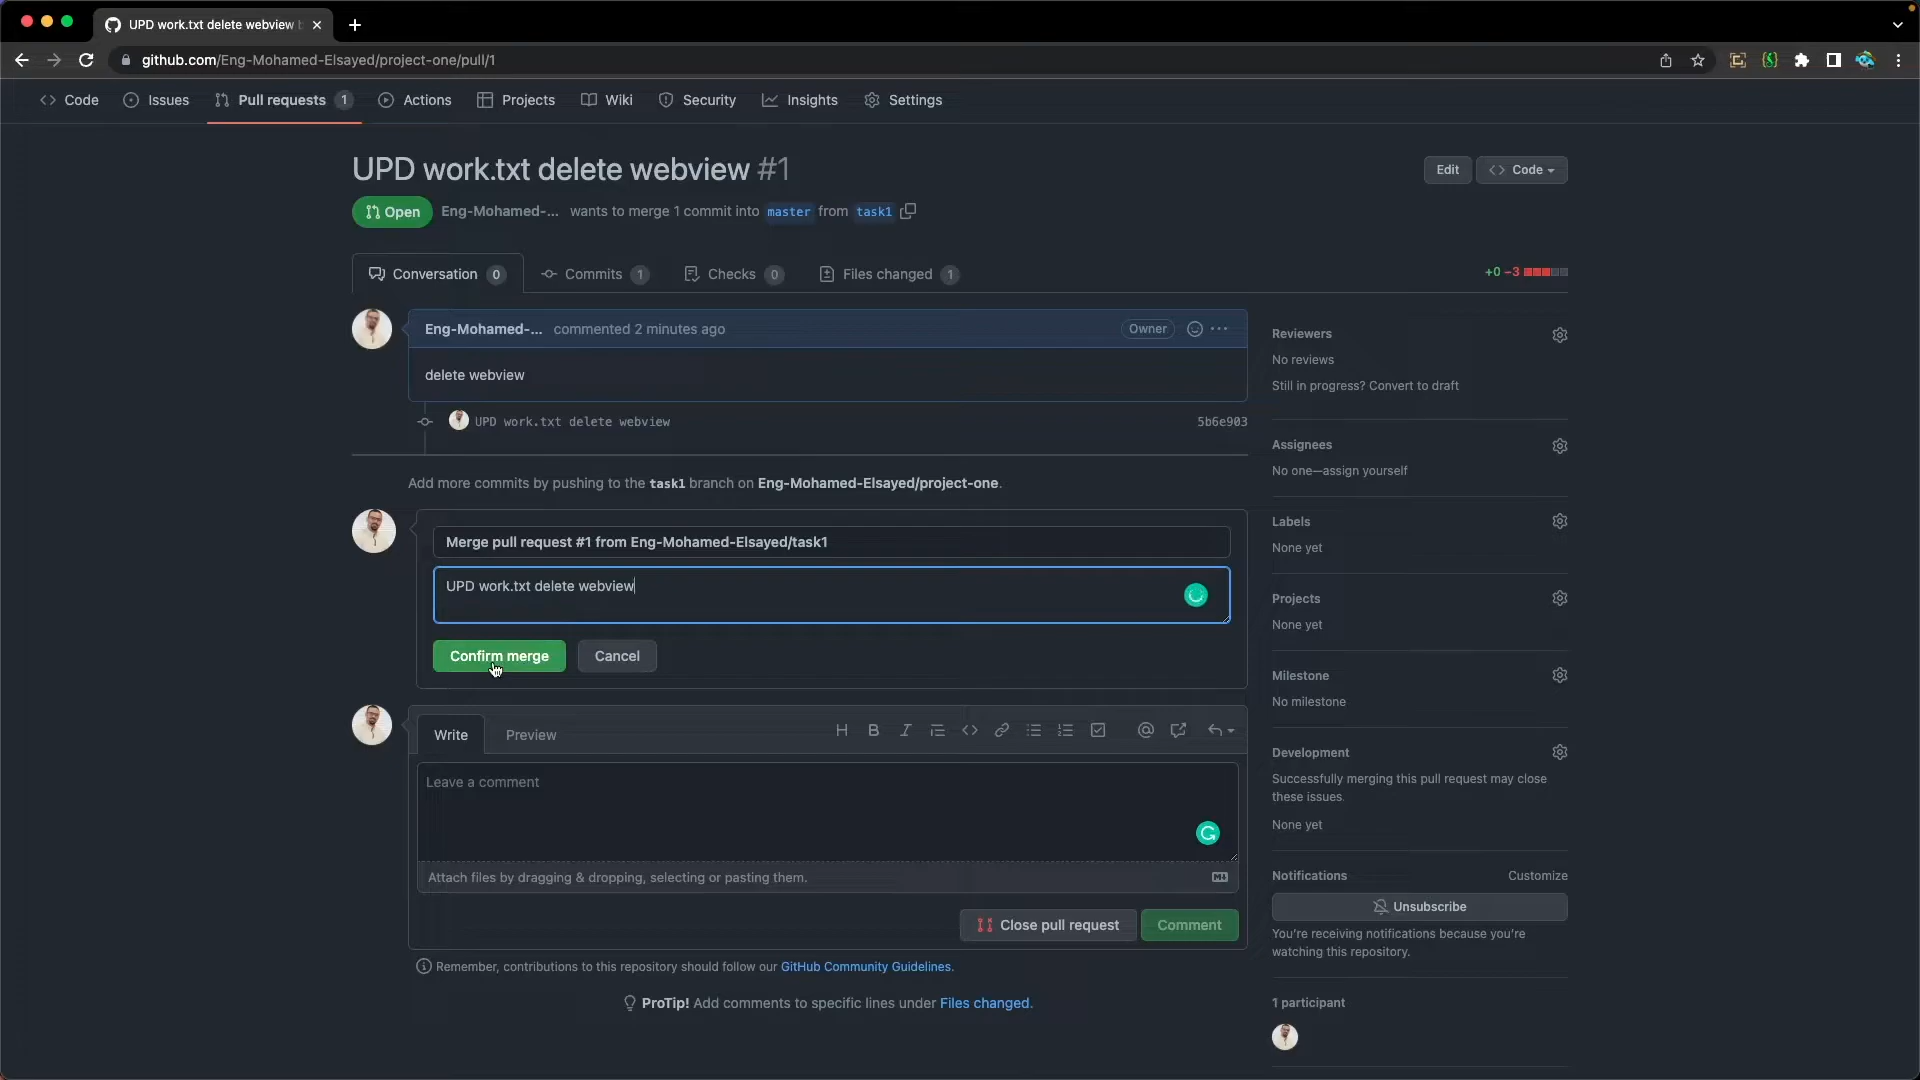 UPD work.txt delete webview
github.com/Eng-Mohamed-Elsayed/project-one/pull/1
Code Issues Pull requests 1 Actions Projects Wiki Security Insights Settings
UPD work.txt delete webview #1
Edit Code
Open Eng-Mohamed-... wants to merge 1 commit into master from task1
Conversation 0 Commits 1 Checks 0 Files changed 1
+0 −3
Eng-Mohamed-... commented 2 minutes ago Owner
delete webview
UPD work.txt delete webview 5b6e903
Add more commits by pushing to the task1 branch on Eng-Mohamed-Elsayed/project-one.
Merge pull request #1 from Eng-Mohamed-Elsayed/task1
UPD work.txt delete webview
Confirm merge Cancel
Write Preview
Leave a comment
Attach files by dragging & dropping, selecting or pasting them.
Close pull request Comment
Remember, contributions to this repository should follow our GitHub Community Guidelines.
ProTip! Add comments to specific lines under Files changed.
Reviewers
No reviews
Still in progress? Convert to draft
Assignees
No one—assign yourself
Labels
None yet
Projects
None yet
Milestone
No milestone
Development
Successfully merging this pull request may close
these issues.
None yet
Notifications Customize
Unsubscribe
You're receiving notifications because you're
watching this repository.
1 participant